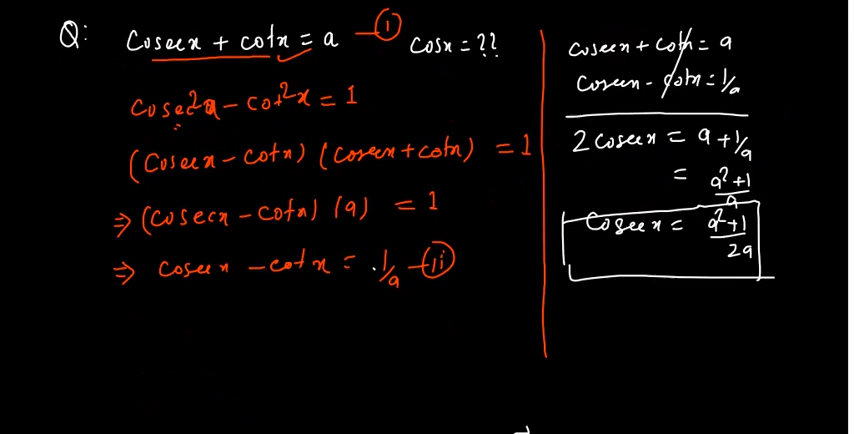 Q: Cosecx + cotx = a —(i) cosx = ??
Cosec²x - cot²x = 1
(Cosecx - cotx) (cosecx + cotx) = 1
⇒ (cosecx - cotx) (a) = 1
⇒ cosecx - cotx = 1/a —(ii)
cosecx + cotx = a
cosecx - cotx = 1/a
2 cosecx = a + 1/a
= a²+1/a
Cosecx = a²+1/2a